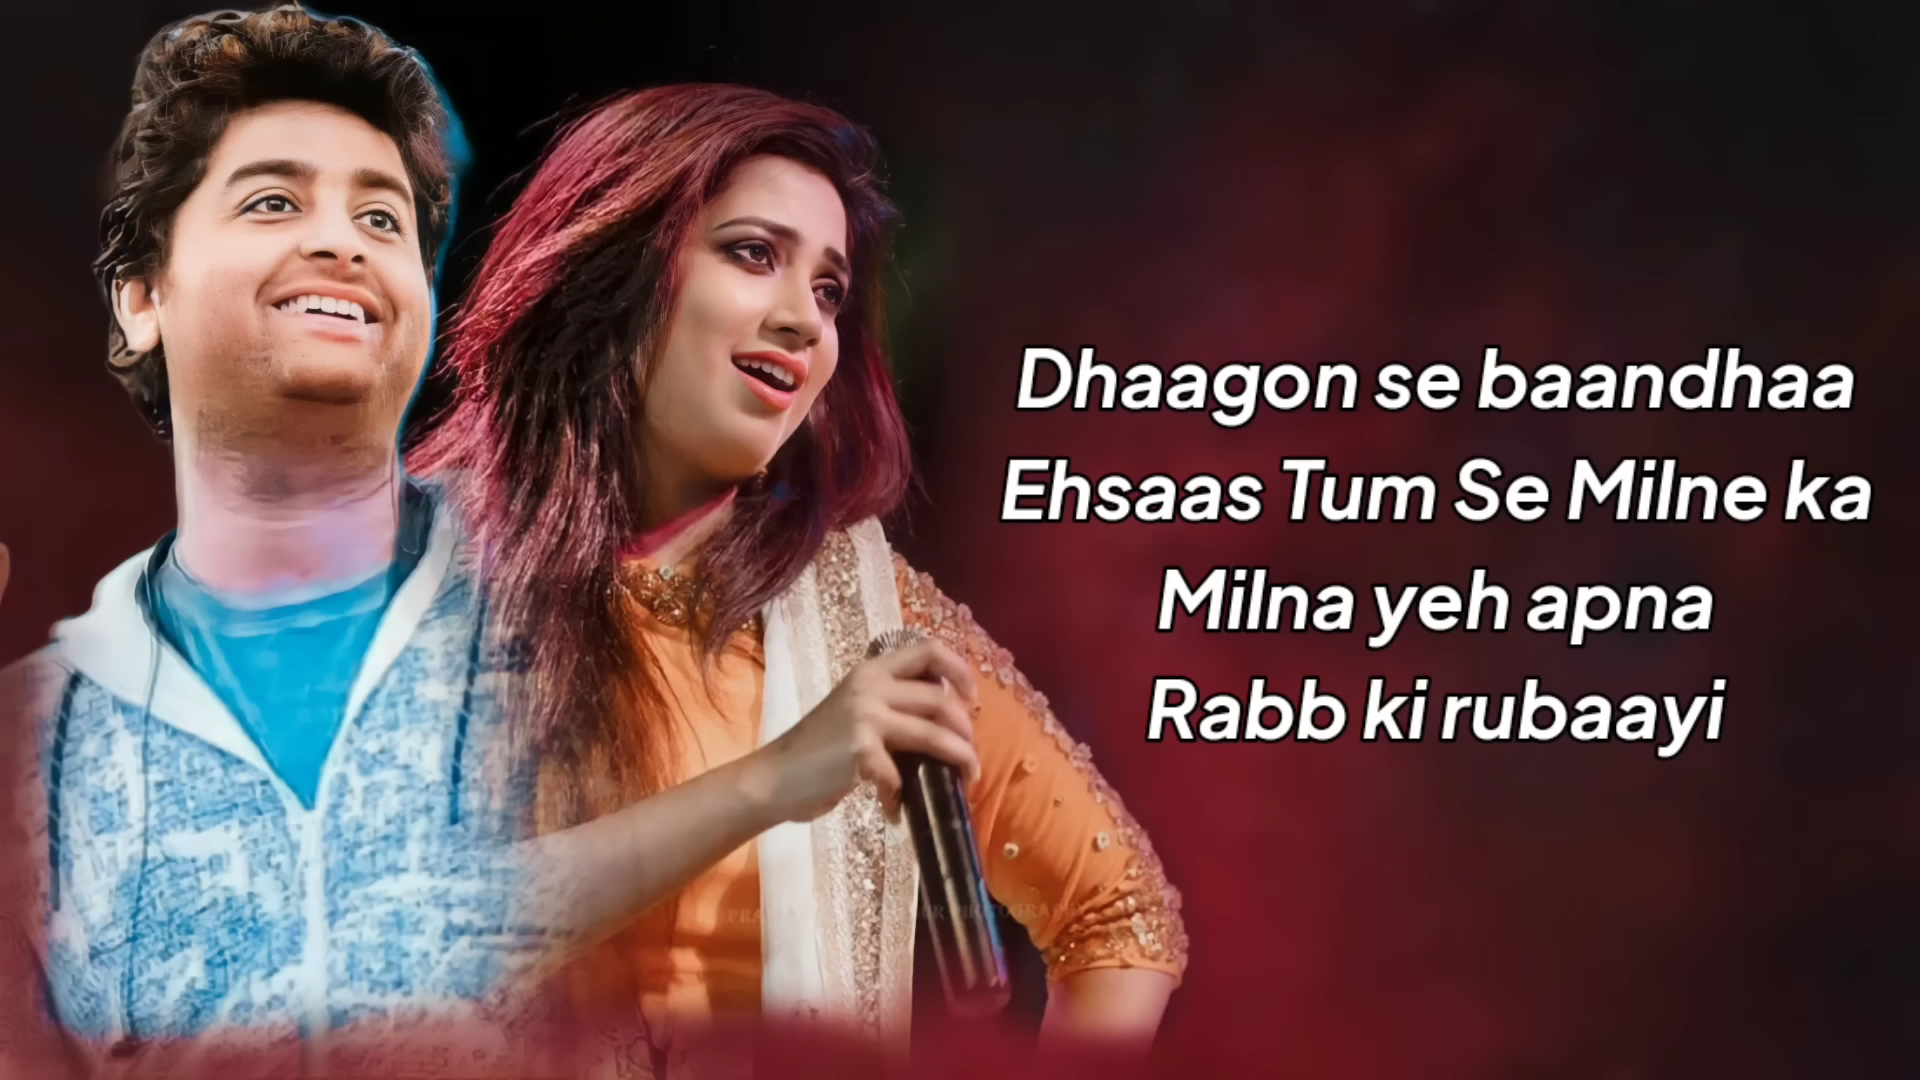 Dhaagon se baandhaa
Ehsaas Tum Se Milne ka
Milna yeh apna
Rabb ki rubaayi